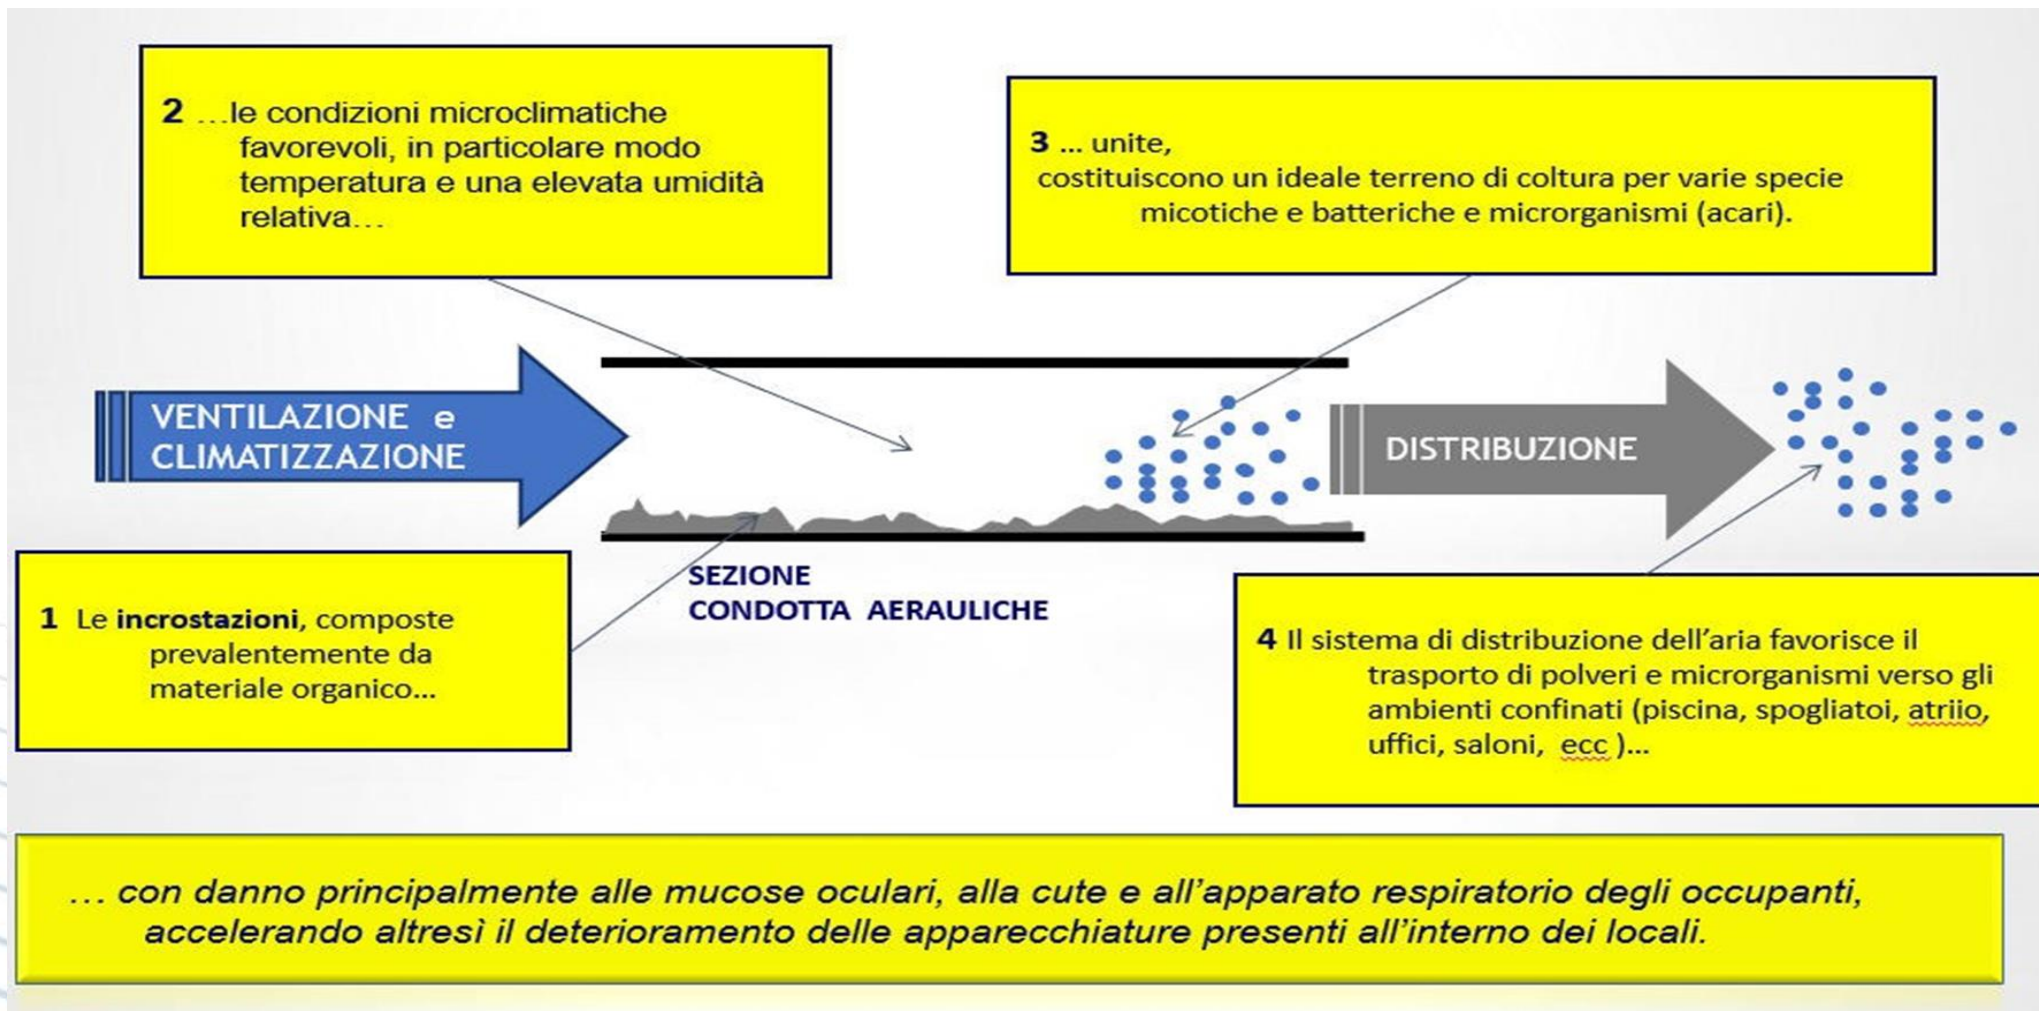 2 …le condizioni microclimatiche
favorevoli, in particolare modo
temperatura e una elevata umidità
relativa…
3 ... unite,
costituiscono un ideale terreno di coltura per varie specie
micotiche e batteriche e microrganismi (acari).
VENTILAZIONE e
CLIMATIZZAZIONE
DISTRIBUZIONE
SEZIONE
CONDOTTA AERAULICHE
1 Le incrostazioni, composte
prevalentemente da
materiale organico...
4 Il sistema di distribuzione dell’aria favorisce il
trasporto di polveri e microrganismi verso gli
ambienti confinati (piscina, spogliatoi, atriio,
uffici, saloni, ecc )...
… con danno principalmente alle mucose oculari, alla cute e all’apparato respiratorio degli occupanti,
accelerando altresì il deterioramento delle apparecchiature presenti all’interno dei locali.